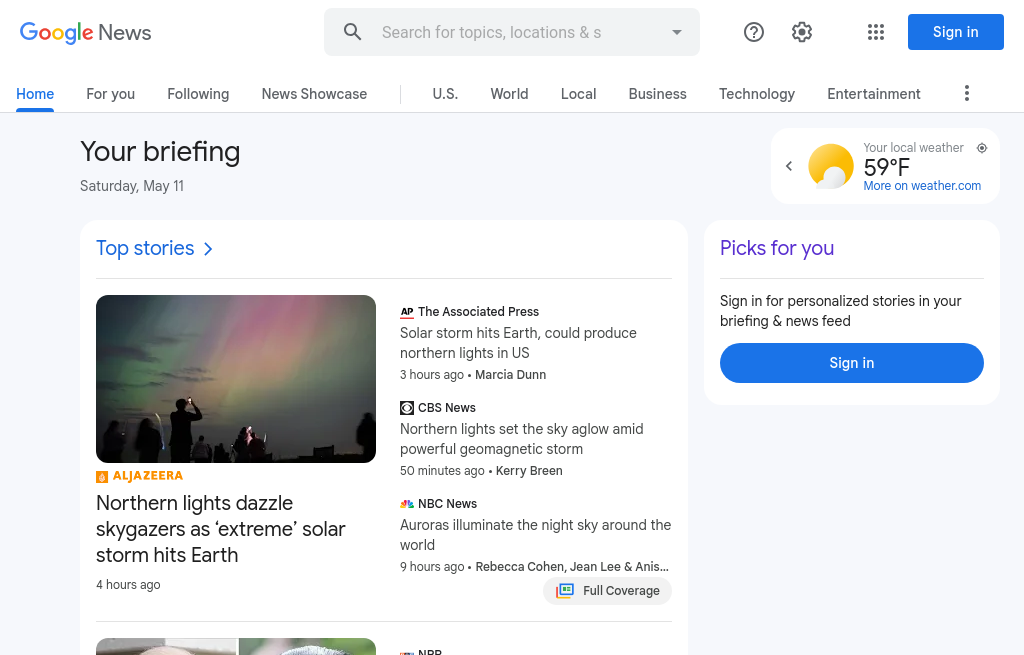 Google News
Search for topics, locations & s
Sign in
Home For you Following News Showcase U.S. World Local Business Technology Entertainment
Your briefing
Saturday, May 11
Your local weather
59°F
More on weather.com
Top stories
Picks for you
Sign in for personalized stories in your
briefing & news feed
Sign in
ALJAZEERA
Northern lights dazzle
skygazers as ‘extreme’ solar
storm hits Earth
4 hours ago
AP The Associated Press
Solar storm hits Earth, could produce
northern lights in US
3 hours ago • Marcia Dunn
CBS News
Northern lights set the sky aglow amid
powerful geomagnetic storm
50 minutes ago • Kerry Breen
NBC News
Auroras illuminate the night sky around the
world
9 hours ago • Rebecca Cohen, Jean Lee & Anis…
Full Coverage
NPR